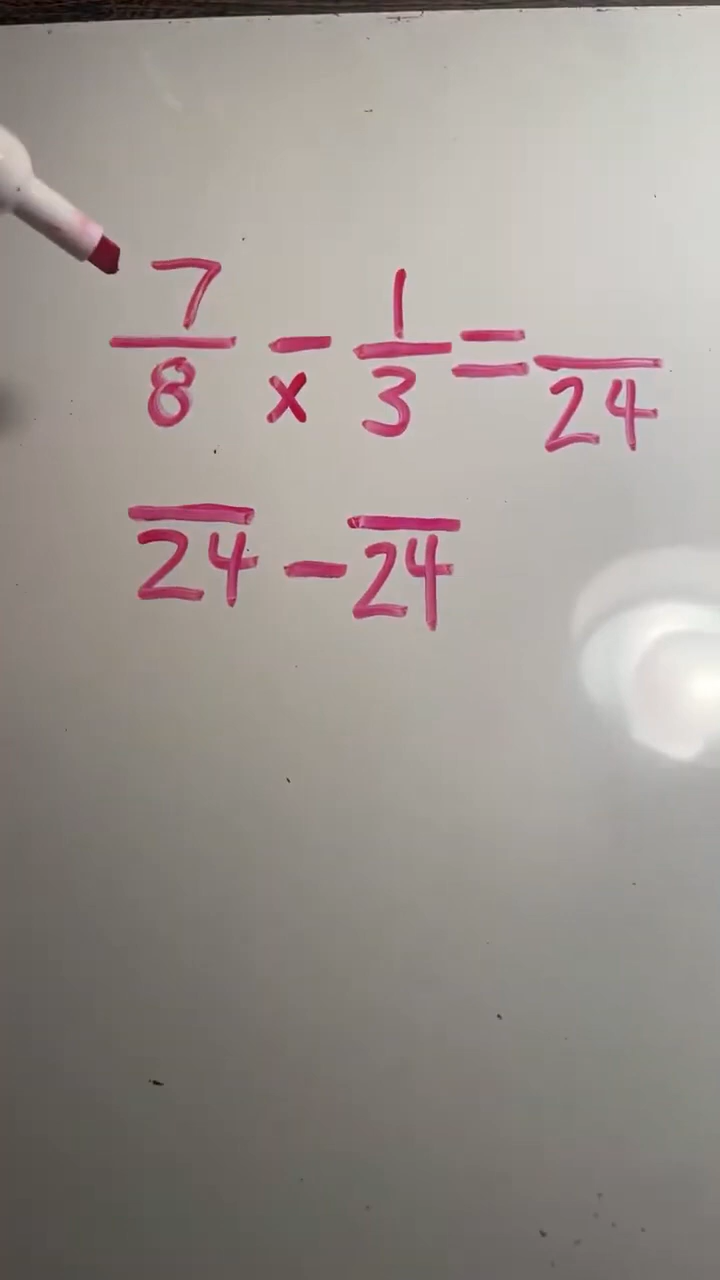 7/8 - 1/3 = /24
x
/24 - /24